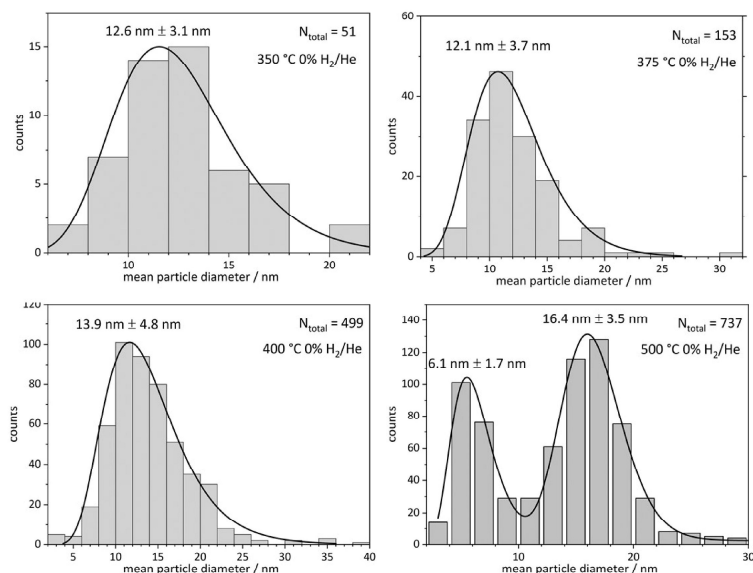 12.6 nm ± 3.1 nm
N_total = 51
350 °C 0% H₂/He
15
10
5
0
counts
10
15
20
mean particle diameter / nm
12.1 nm ± 3.7 nm
N_total = 153
375 °C 0% H₂/He
60
40
20
0
counts
5
10
15
20
25
30
mean particle diameter / nm
13.9 nm ± 4.8 nm
N_total = 499
400 °C 0% H₂/He
120
100
80
60
40
20
0
counts
5
10
15
20
25
30
35
40
mean particle diameter / nm
16.4 nm ± 3.5 nm
N_total = 737
6.1 nm ± 1.7 nm
500 °C 0% H₂/He
140
120
100
80
60
40
20
0
counts
10
20
30
mean particle diameter / nm